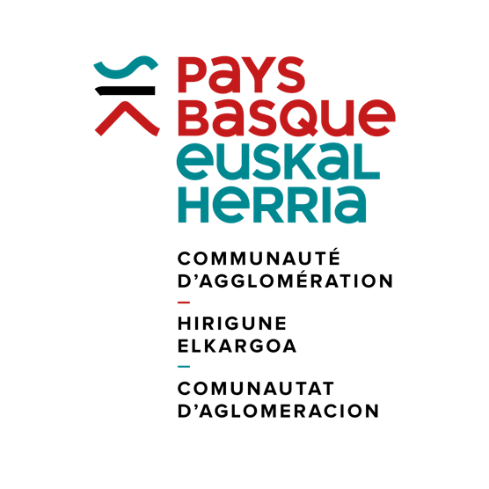 PAYS
BASQUE
EUSKAL
HERRIA
COMMUNAUTÉ
D'AGGLOMÉRATION
HIRIGUNE
ELKARGOA
COMUNAUTAT
D'AGLOMERACION